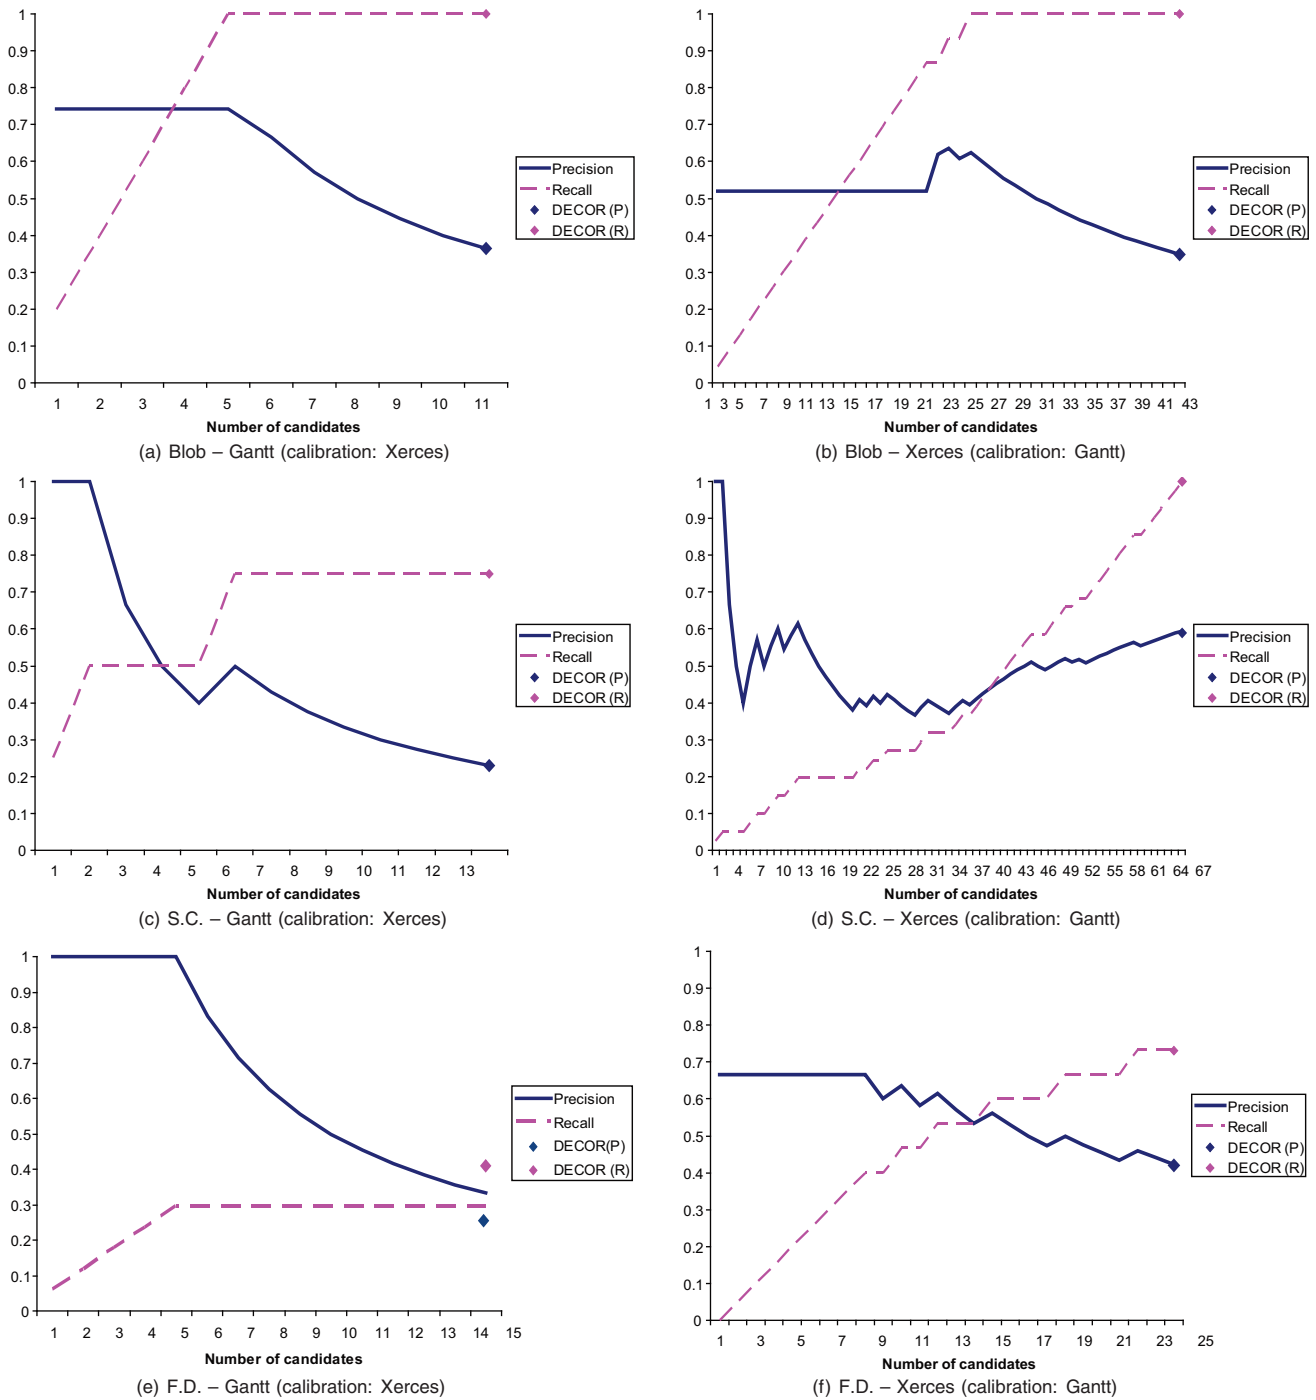 1
0.9
0.8
0.7
0.6
0.5
0.4
0.3
0.2
0.1
0
1 2 3 4 5 6 7 8 9 10 11
Number of candidates
Precision
Recall
DECOR (P)
DECOR (R)
(a) Blob – Gantt (calibration: Xerces)
1
0.9
0.8
0.7
0.6
0.5
0.4
0.3
0.2
0.1
0
1 3 5 7 9 11 13 15 17 19 21 23 25 27 29 31 33 35 37 39 41 43
Number of candidates
Precision
Recall
DECOR (P)
DECOR (R)
(b) Blob – Xerces (calibration: Gantt)
1
0.9
0.8
0.7
0.6
0.5
0.4
0.3
0.2
0.1
0
1 2 3 4 5 6 7 8 9 10 11 13
Number of candidates
Precision
Recall
DECOR (P)
DECOR (R)
(c) S.C. – Gantt (calibration: Xerces)
1
0.9
0.8
0.7
0.6
0.5
0.4
0.3
0.2
0.1
0
1 4 7 10 13 16 19 22 25 28 31 34 37 40 43 46 49 52 55 58 61 64 67
Number of candidates
Precision
Recall
DECOR (P)
DECOR (R)
(d) S.C. – Xerces (calibration: Gantt)
1
0.9
0.8
0.7
0.6
0.5
0.4
0.3
0.2
0.1
0
1 2 3 4 5 6 7 8 9 10 11 12 13 14 15
Number of candidates
Precision
Recall
DECOR(P)
DECOR (R)
(e) F.D. – Gantt (calibration: Xerces)
1
0.9
0.8
0.7
0.6
0.5
0.4
0.3
0.2
0.1
0
1 3 5 7 9 11 13 15 17 19 21 23 25
Number of candidates
Precision
Recall
DECOR (P)
DECOR (R)
(f) F.D. – Xerces (calibration: Gantt)